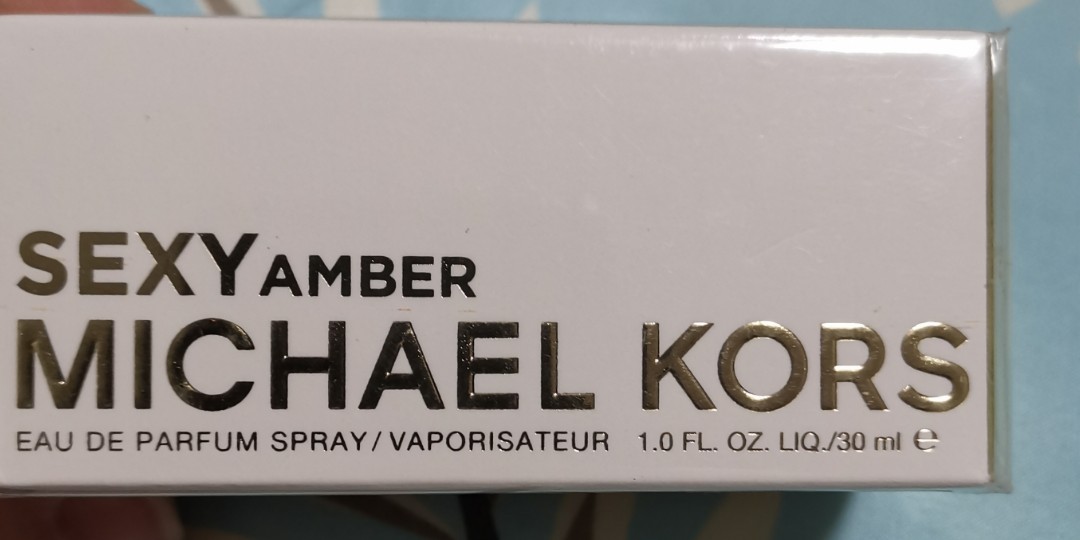 SEXY AMBER
MICHAEL KORS
EAU DE PARFUM SPRAY/VAPORISATEUR 1.0 FL. OZ. LIQ./30 ml ℮